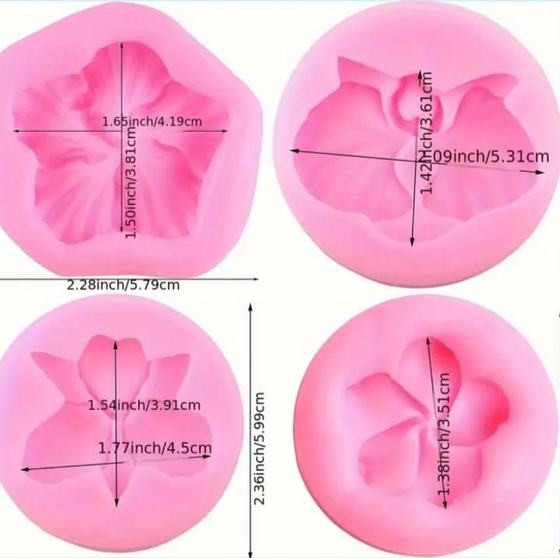 1.65inch/4.19cm
1.50inch/3.81cm
2.28inch/5.79cm
1.42inch/3.61cm
2.09inch/5.31cm
1.54inch/3.91cm
1.77inch/4.5cm
2.36inch/5.99cm
1.38inch/3.51cm